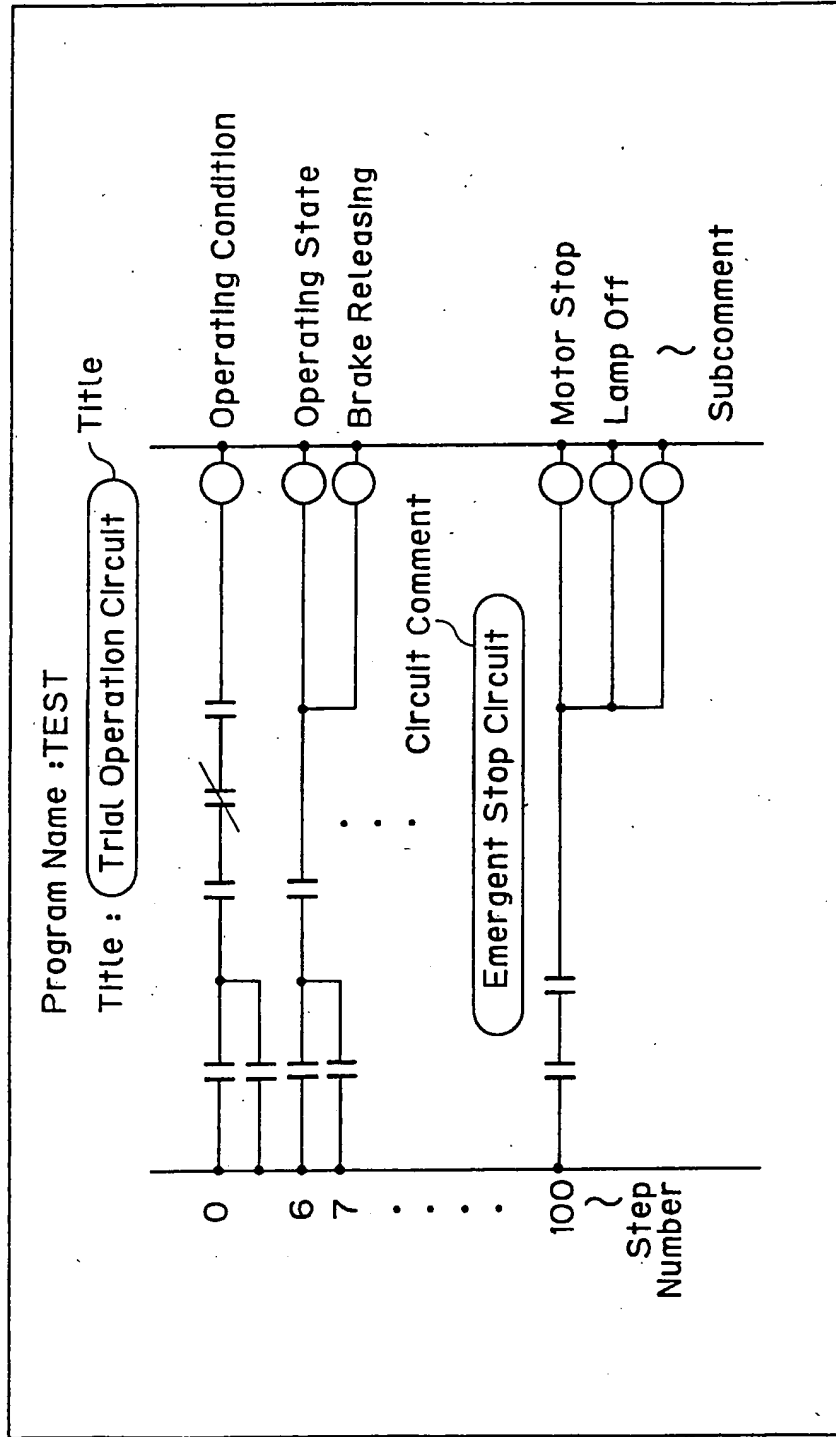 Program Name :TEST
Title : Trial Operation Circuit
Title
0
Operating Condition
6
Operating State
7
Brake Releasing
Circuit Comment
Emergent Stop Circuit
100
Motor Stop
Lamp Off
Step
Number
Subcomment